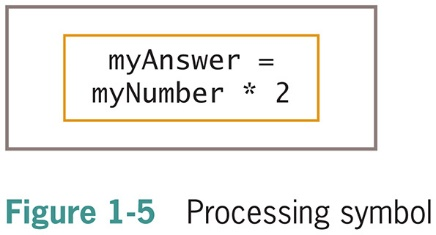 myAnswer =
myNumber * 2
Figure 1-5 Processing symbol